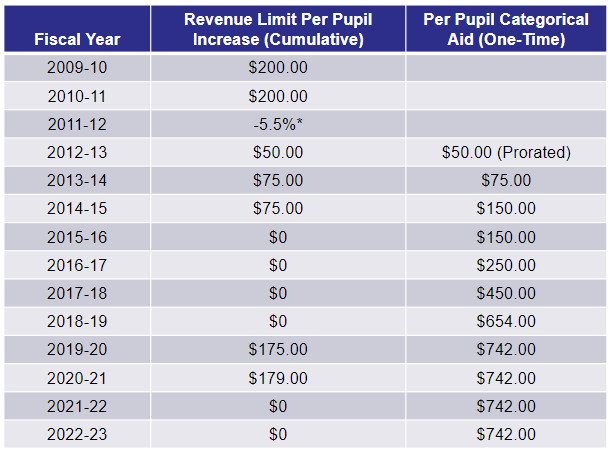 Fiscal Year Revenue Limit Per Pupil Increase (Cumulative) Per Pupil Categorical Aid (One-Time)
2009-10 $200.00
2010-11 $200.00
2011-12 -5.5%*
2012-13 $50.00 $50.00 (Prorated)
2013-14 $75.00 $75.00
2014-15 $75.00 $150.00
2015-16 $0 $150.00
2016-17 $0 $250.00
2017-18 $0 $450.00
2018-19 $0 $654.00
2019-20 $175.00 $742.00
2020-21 $179.00 $742.00
2021-22 $0 $742.00
2022-23 $0 $742.00